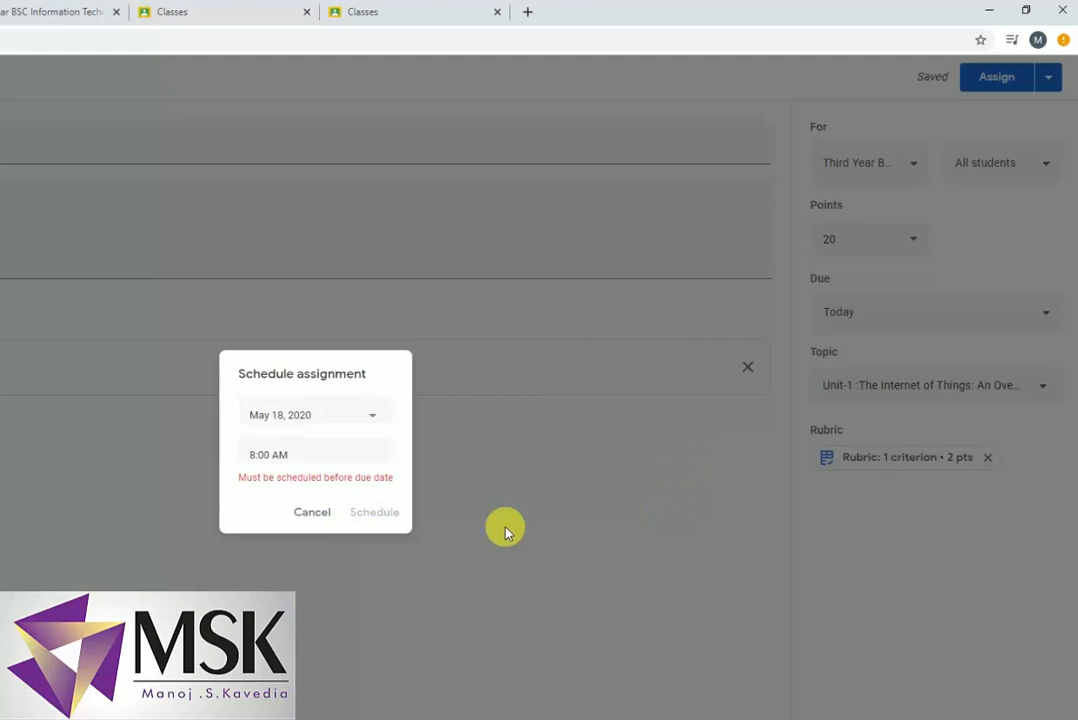 ar BSC Information Techn
Classes
Classes
M
Saved
Assign
For
Third Year B...
All students
Points
20
Due
Today
Topic
Unit-1 :The Internet of Things: An Ove...
Rubric
Rubric: 1 criterion • 2 pts
Schedule assignment
May 18, 2020
8:00 AM
Must be scheduled before due date
Cancel
Schedule
MSK
Manoj .S.Kavedia